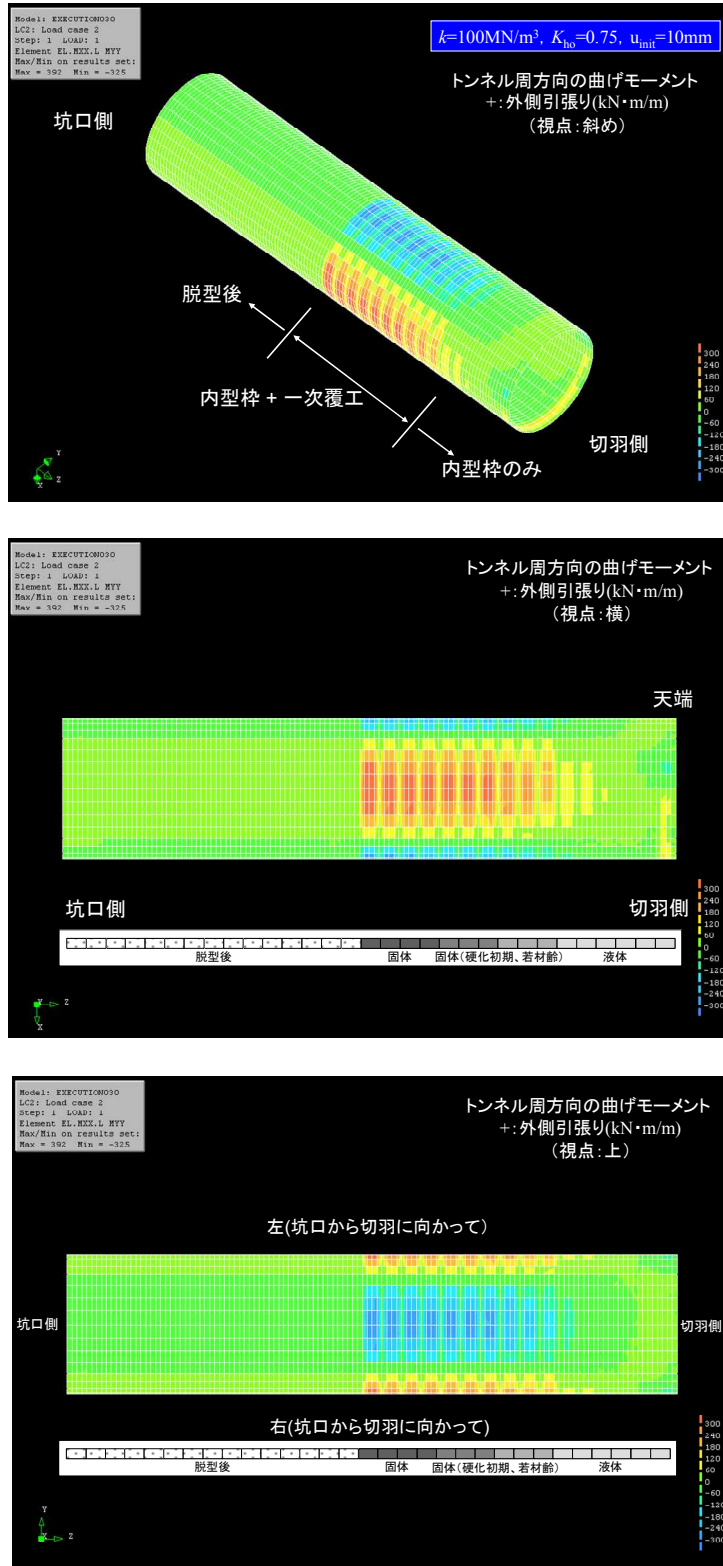 Model: EXECUTION030
LC2: Load case 2
Step: 1 LOAD: 1
Element EL.MXX.L MYY
Max/Min on results set:
Max = 392 Min = -325
k=100MN/m³, Kho=0.75, uinit=10mm
トンネル周方向の曲げモーメント
+:外側引張り(kN・m/m)
(視点:斜め)
坑口側
脱型後
内型枠 + 一次覆工
内型枠のみ
切羽側
300
240
180
120
60
0
-60
-120
-180
-240
-300
Y
X Z
Model: EXECUTION030
LC2: Load case 2
Step: 1 LOAD: 1
Element EL.MXX.L MYY
Max/Min on results set:
Max = 392 Min = -325
トンネル周方向の曲げモーメント
+:外側引張り(kN・m/m)
(視点:横)
天端
坑口側
切羽側
脱型後 固体 固体(硬化初期、若材齢) 液体
300
240
180
120
60
0
-60
-120
-180
-240
-300
Y Z
X
Model: EXECUTION030
LC2: Load case 2
Step: 1 LOAD: 1
Element EL.MXX.L MYY
Max/Min on results set:
Max = 392 Min = -325
トンネル周方向の曲げモーメント
+:外側引張り(kN・m/m)
(視点:上)
左(坑口から切羽に向かって)
坑口側
切羽側
右(坑口から切羽に向かって)
脱型後 固体 固体(硬化初期、若材齢) 液体
300
240
180
120
60
0
-60
-120
-180
-240
-300
Y
X Z